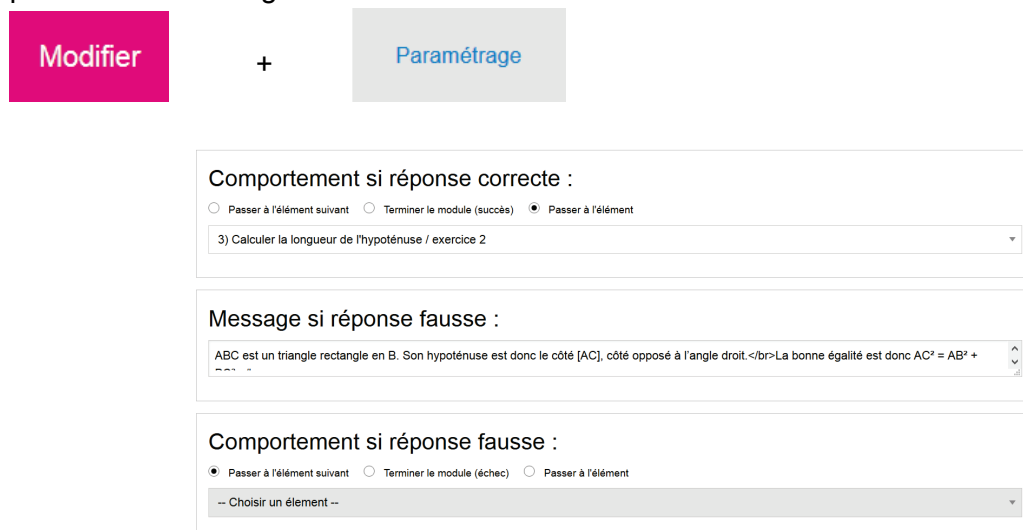 Modifier + Paramétrage
Comportement si réponse correcte :
Passer à l'élément suivant Terminer le module (succès) Passer à l'élément
3) Calculer la longueur de l'hypoténuse / exercice 2
Message si réponse fausse :
ABC est un triangle rectangle en B. Son hypoténuse est donc le côté [AC], côté opposé à l'angle droit.</br>La bonne égalité est donc AC² = AB² +
Comportement si réponse fausse :
Passer à l'élément suivant Terminer le module (échec) Passer à l'élément
-- Choisir un élement --